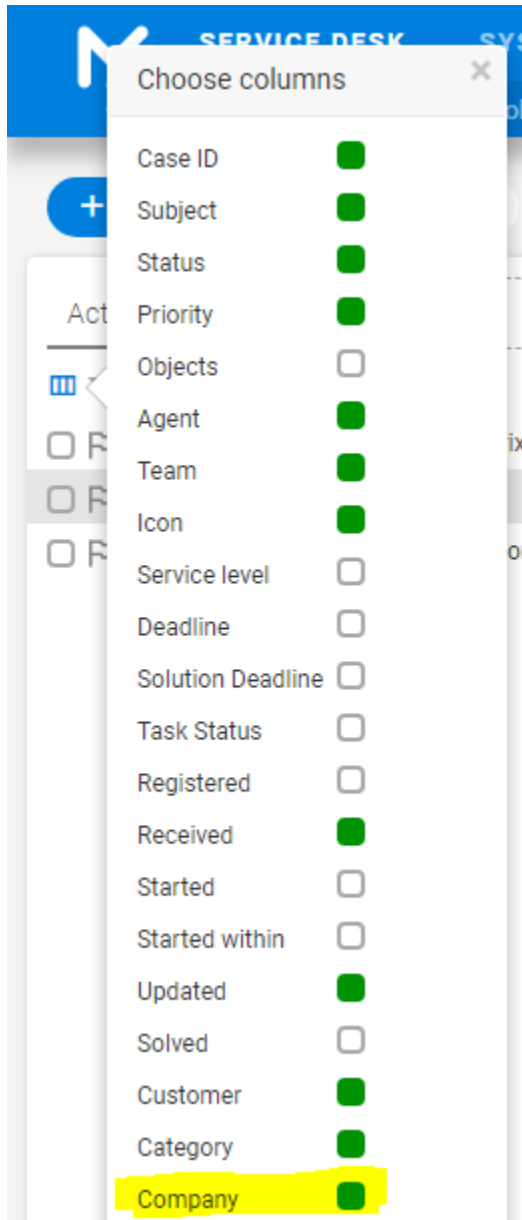 SERVICE DESK
Choose columns
×
Case ID
Subject
Status
Priority
Objects
Agent
Team
Icon
Service level
Deadline
Solution Deadline
Task Status
Registered
Received
Started
Started within
Updated
Solved
Customer
Category
Company
+
Act